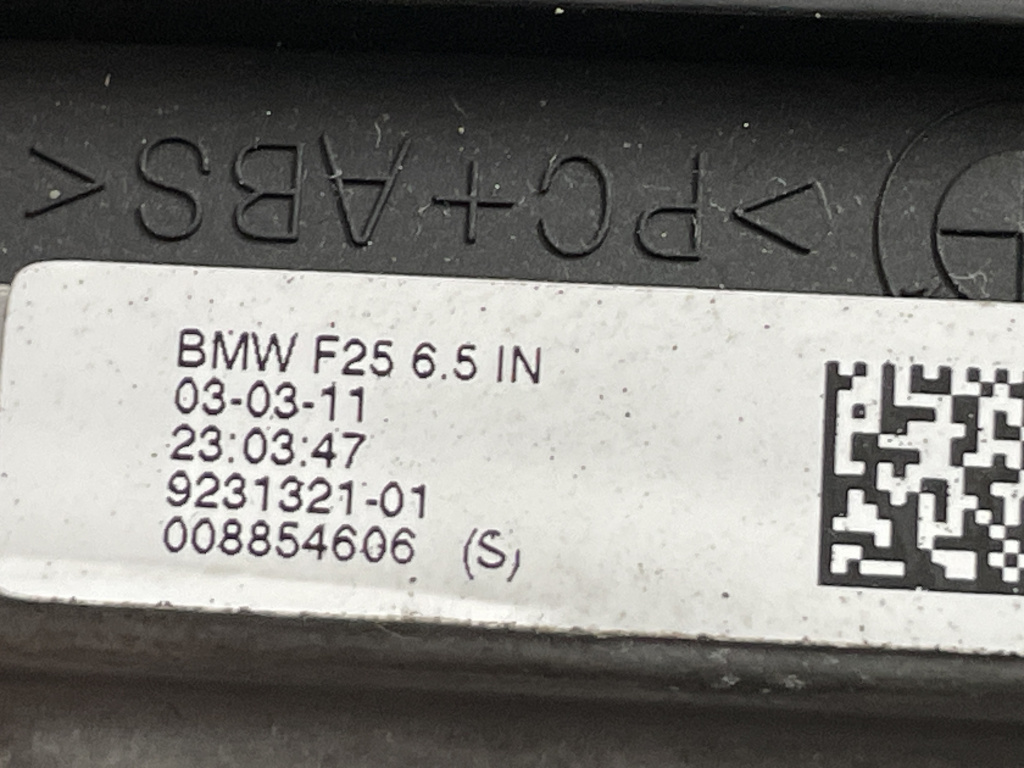 >PC+ABS<
BMW F25 6.5 IN
03-03-11
23:03:47
9231321-01
008854606 (S)